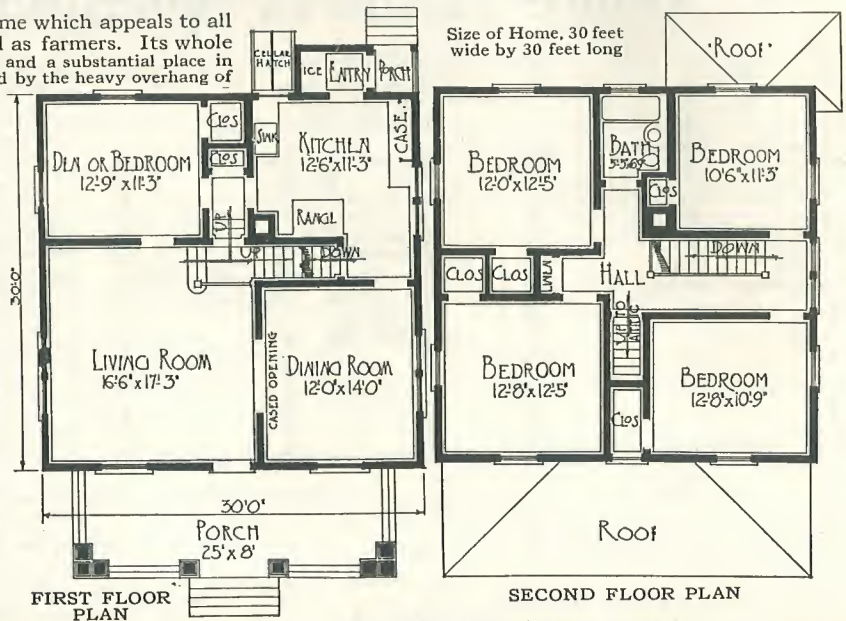 me which appeals to all
d as farmers. Its whole
and a substantial place in
d by the heavy overhang of
Size of Home, 30 feet
wide by 30 feet long
CELLAR
HATCH
ICE
ENTRY
PORCH
CLOS
CLOS
SINK
KITCHEN
12'-6" x 11'-3"
CASE.
DEN OR BEDROOM
12'-9" x 11'-3"
RANGE
UP
UP
DOWN
LIVING ROOM
16'-6" x 17'-3"
CASED OPENING
DINING ROOM
12'-0" x 14'-0"
30'-0"
30'0"
PORCH
25' x 8'
FIRST FLOOR
PLAN
"ROOF"
BEDROOM
12'-0" x 12'-5"
BATH
BEDROOM
10'6" x 11'-3"
CLOS
CLOS
CLOS
LINEN
HALL
DOWN
UP TO
ATTIC
BEDROOM
12'-8" x 12'-5"
BEDROOM
12'-8" x 10'-9"
CLOS
ROOF
SECOND FLOOR PLAN